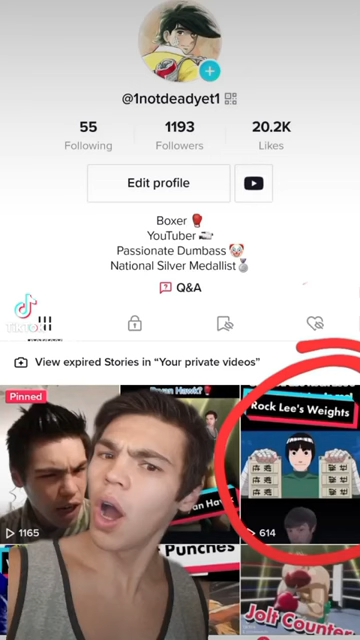 @1notdeadyet1
55 1193 20.2K
Following Followers Likes
Edit profile
Boxer 🥊
YouTuber
Passionate Dumbass 🤡
National Silver Medallist🥈
Q&A
TikTok
View expired Stories in “Your private videos”
Pinned
Rock Lee's Weights
1165
614
Punches
Jolt Counter